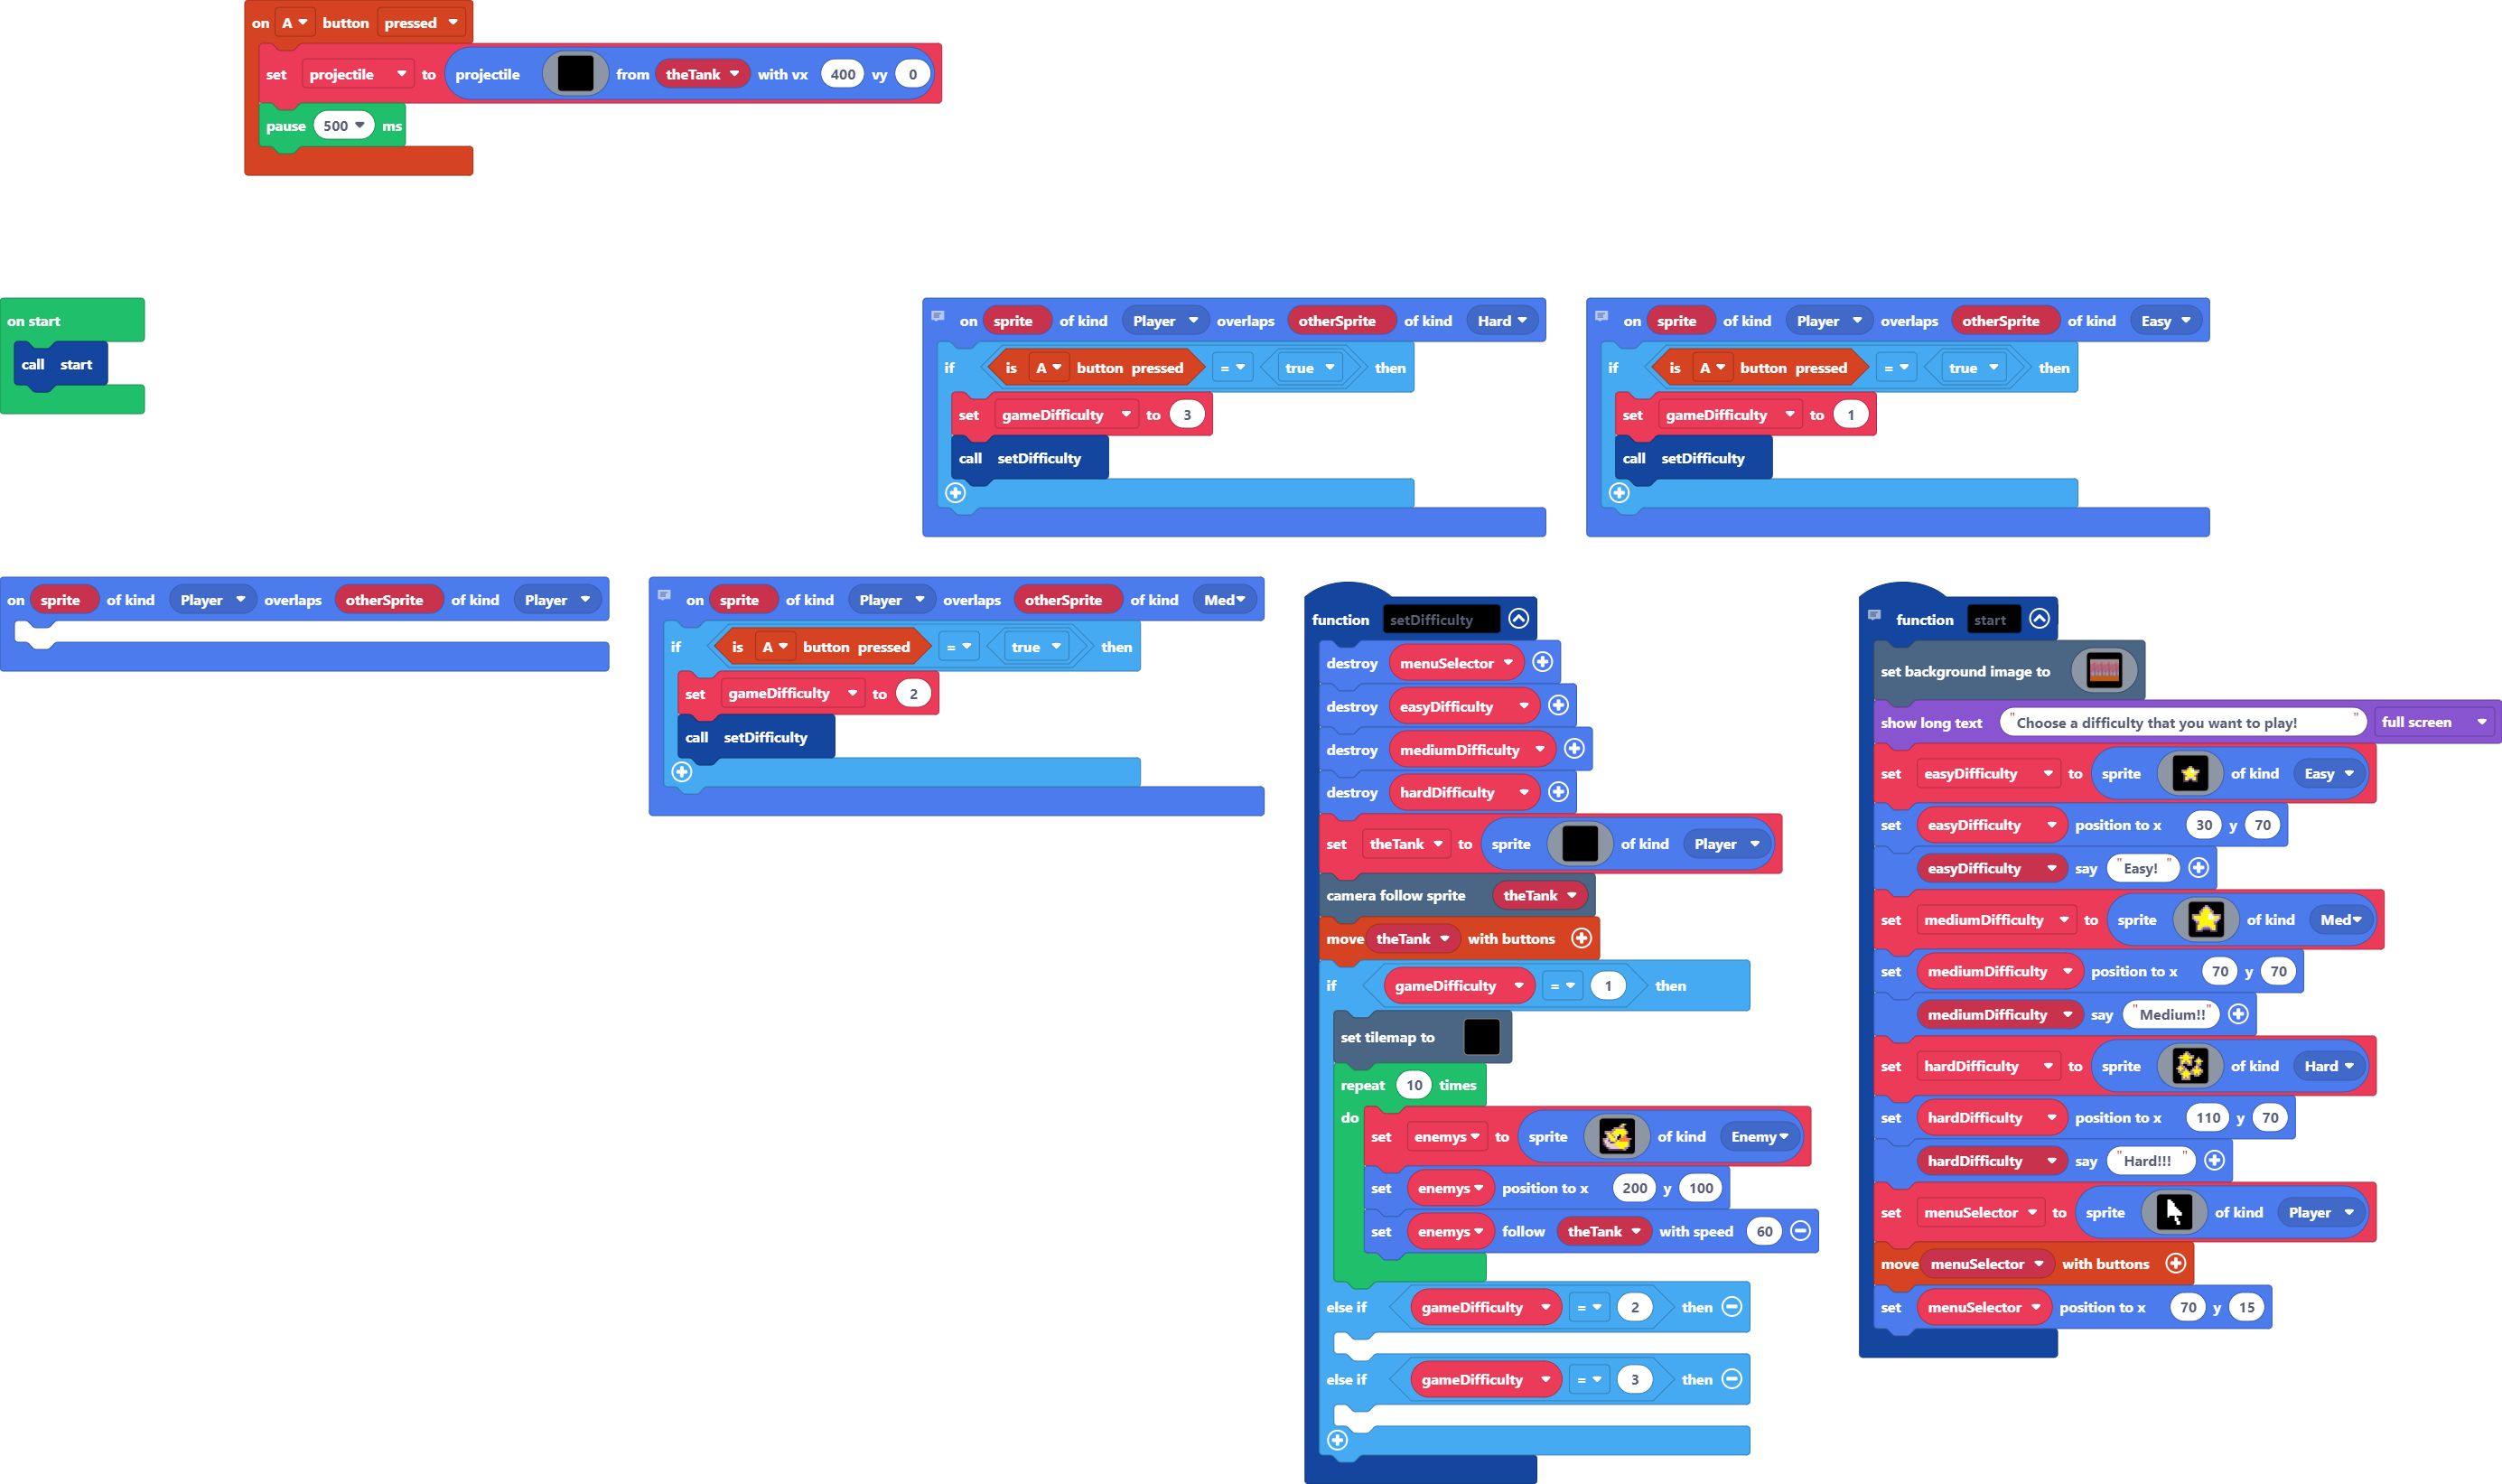 on A button pressed
set projectile to projectile from theTank with vx 400 vy 0
pause 500 ms
on start
call start
on sprite of kind Player overlaps otherSprite of kind Hard
if is A button pressed = true then
set gameDifficulty to 3
call setDifficulty
on sprite of kind Player overlaps otherSprite of kind Easy
if is A button pressed = true then
set gameDifficulty to 1
call setDifficulty
on sprite of kind Player overlaps otherSprite of kind Player
on sprite of kind Player overlaps otherSprite of kind Med
if is A button pressed = true then
set gameDifficulty to 2
call setDifficulty
function setDifficulty
destroy menuSelector
destroy easyDifficulty
destroy mediumDifficulty
destroy hardDifficulty
set theTank to sprite of kind Player
camera follow sprite theTank
move theTank with buttons
if gameDifficulty = 1 then
set tilemap to
repeat 10 times
do set enemys to sprite of kind Enemy
set enemys position to x 200 y 100
set enemys follow theTank with speed 60
else if gameDifficulty = 2 then
else if gameDifficulty = 3 then
function start
set background image to
show long text "Choose a difficulty that you want to play!" full screen
set easyDifficulty to sprite of kind Easy
set easyDifficulty position to x 30 y 70
easyDifficulty say "Easy!"
set mediumDifficulty to sprite of kind Med
set mediumDifficulty position to x 70 y 70
mediumDifficulty say "Medium!!"
set hardDifficulty to sprite of kind Hard
set hardDifficulty position to x 110 y 70
hardDifficulty say "Hard!!!"
set menuSelector to sprite of kind Player
move menuSelector with buttons
set menuSelector position to x 70 y 15